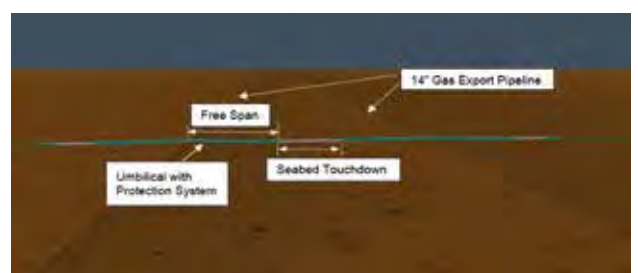 14" Gas Export Pipeline
Free Span
Umbilical with
Protection System
Seabed Touchdown